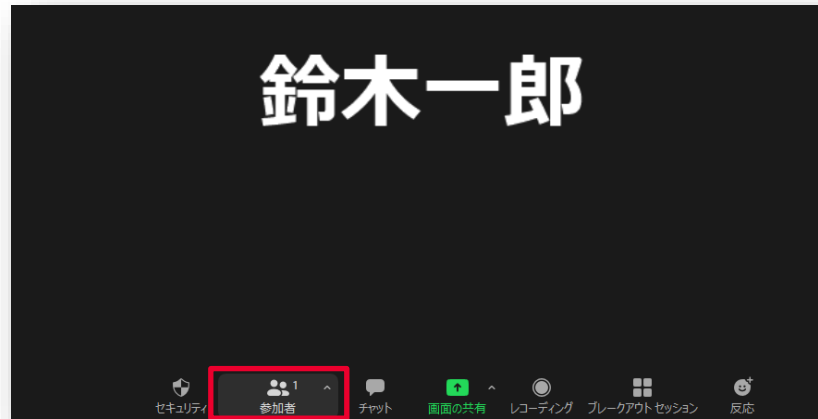 鈴木一郎
セキュリティ 参加者 1 チャット 画面の共有 レコーディング ブレークアウト セッション 反応